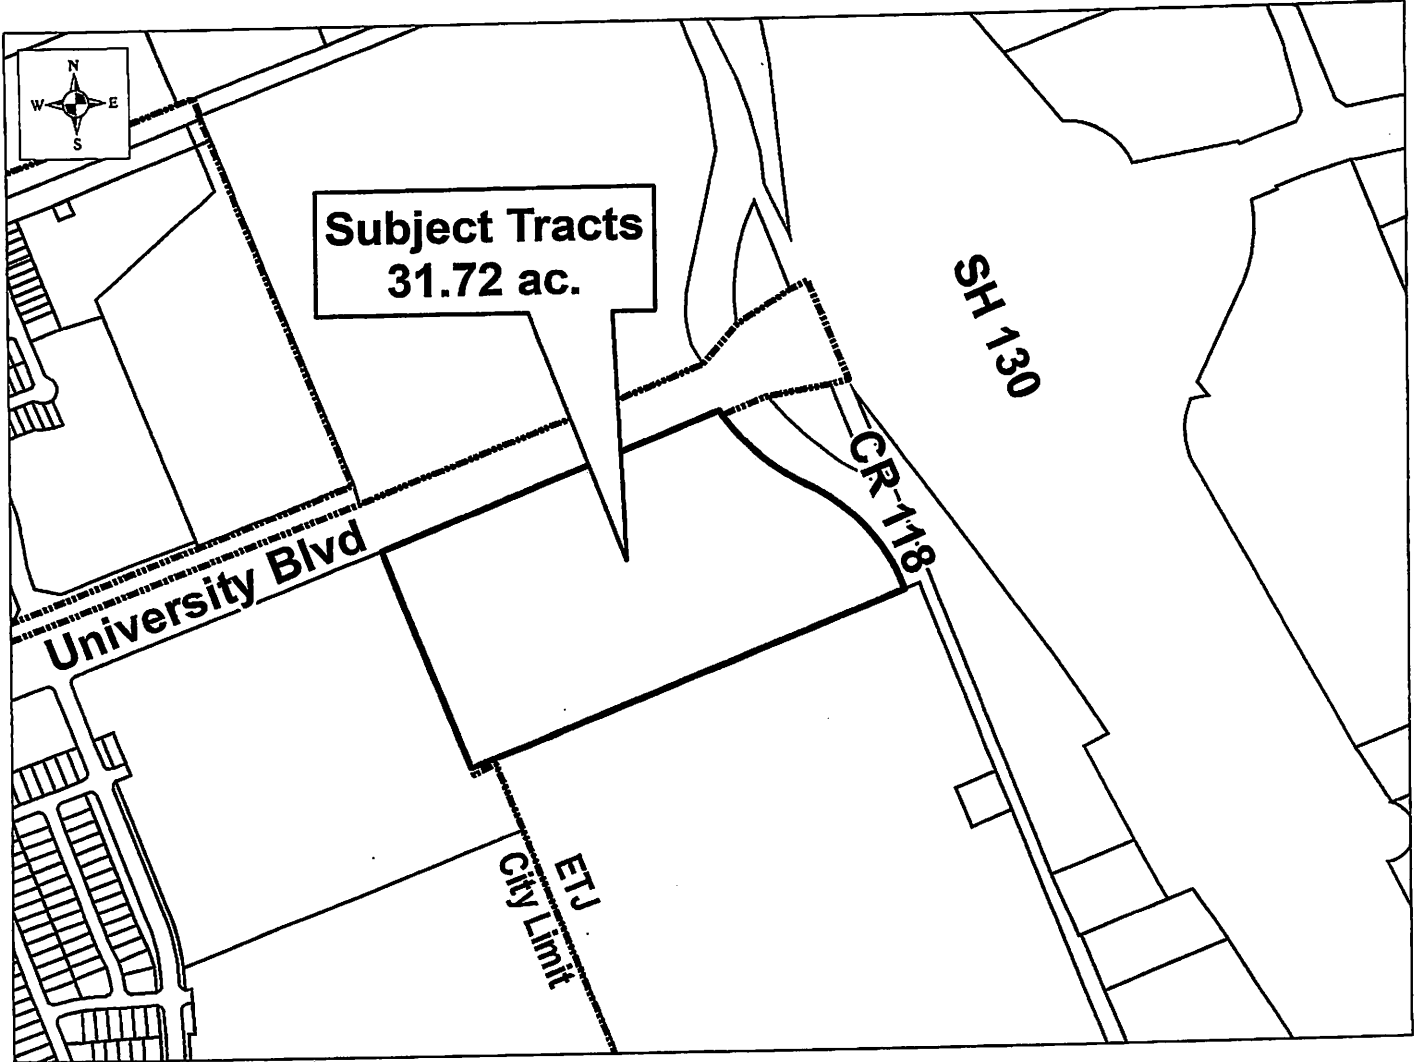 N
W E
S
Subject Tracts
31.72 ac.
SH 130
CR 118
University Blvd
ETJ
City Limit